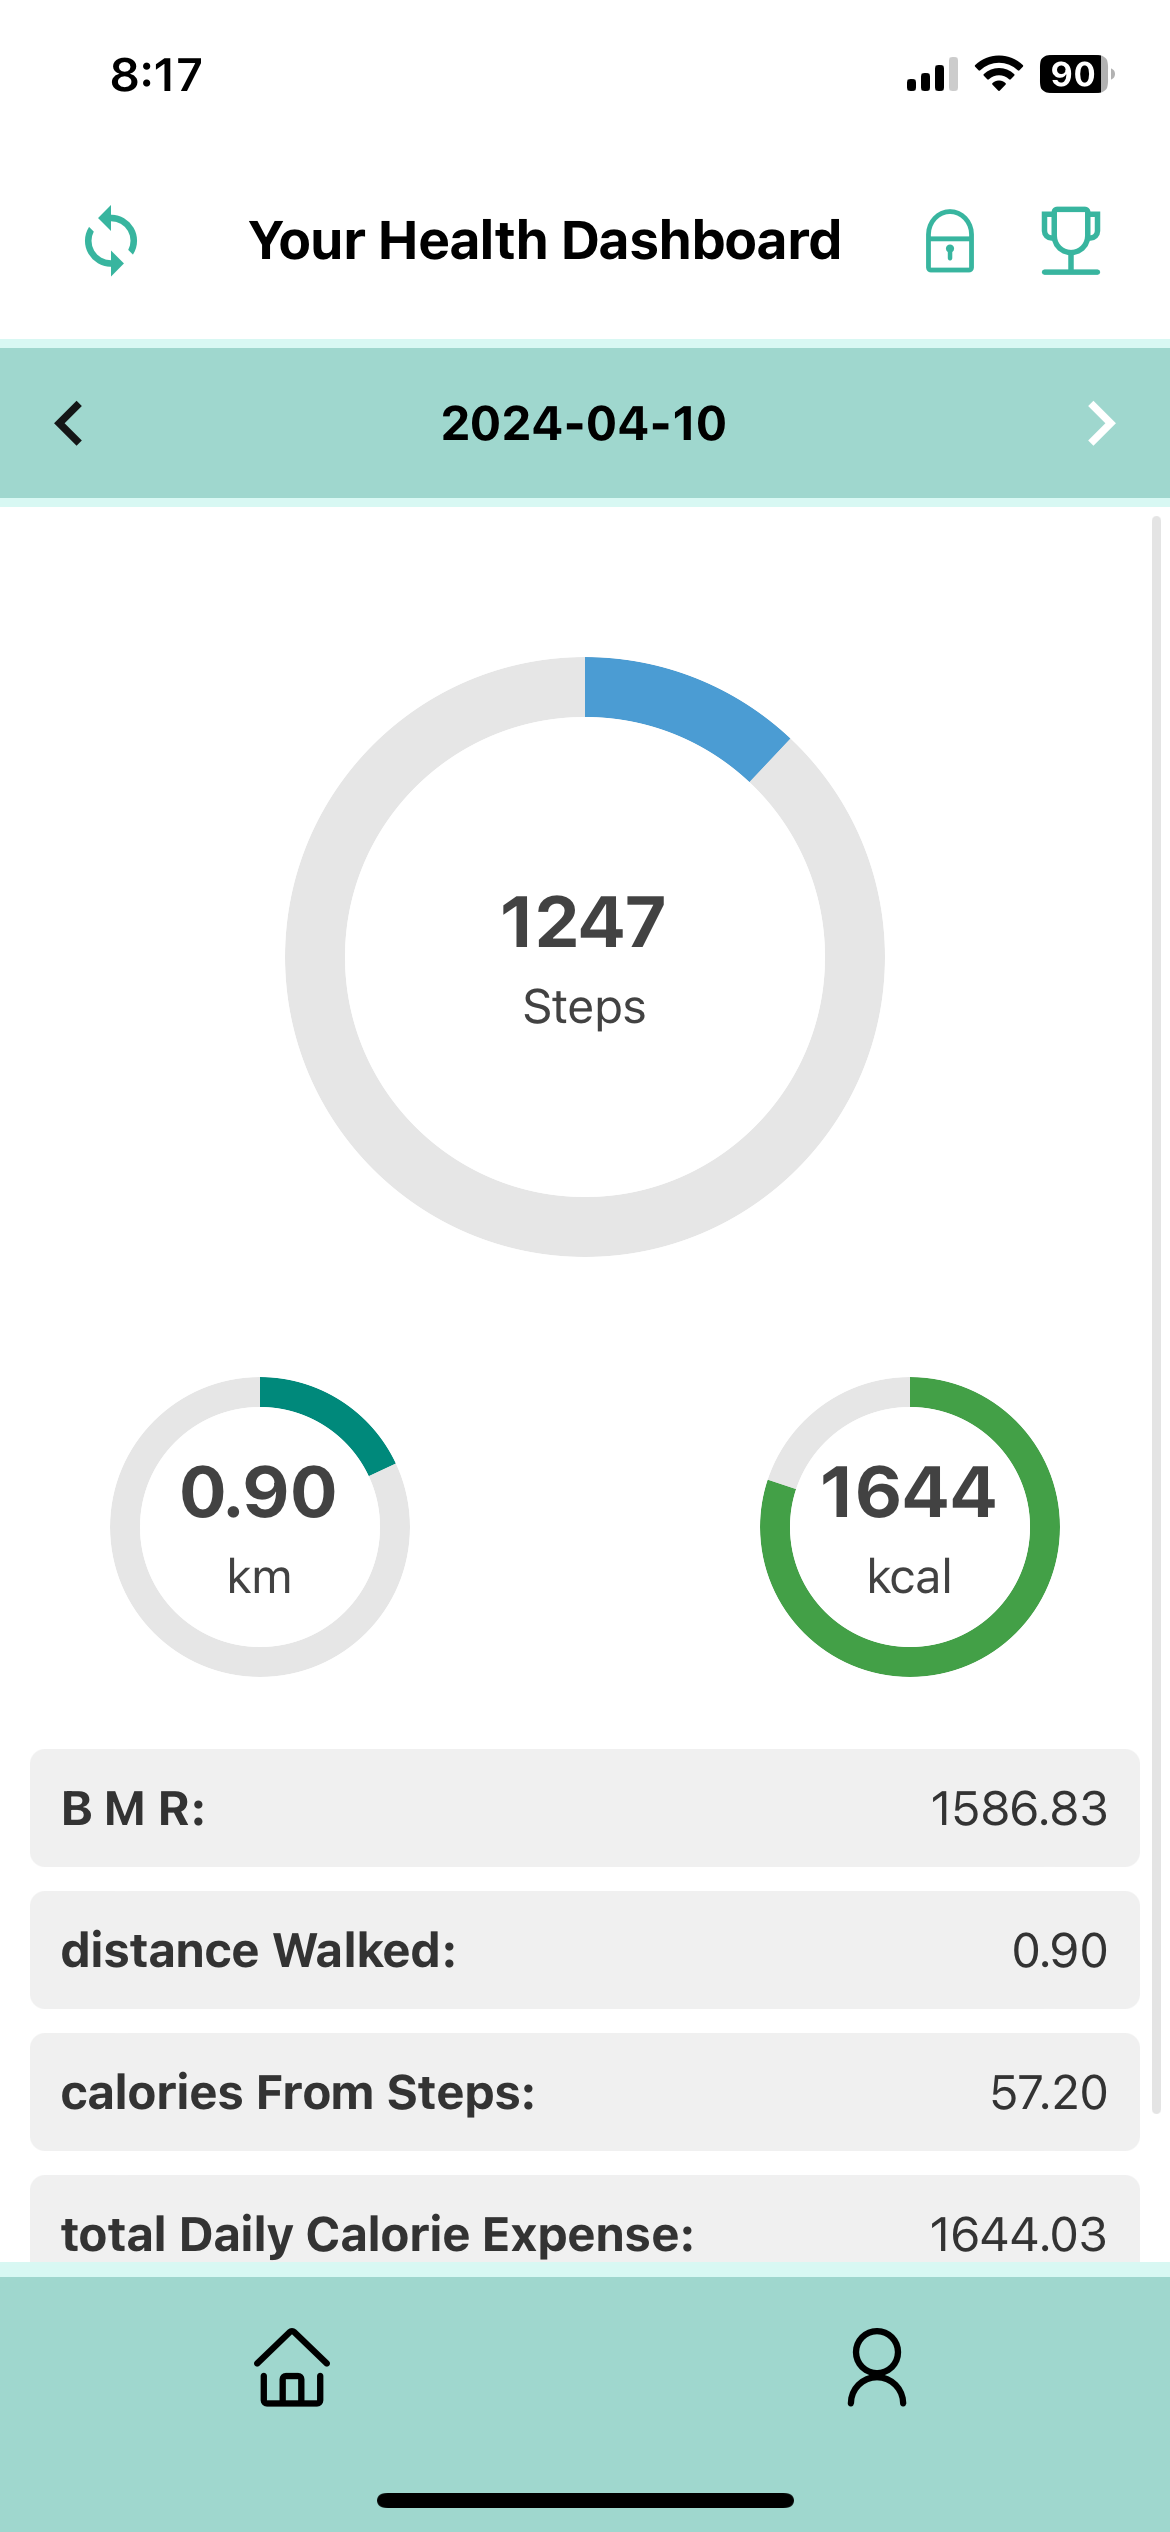 8:17
90
Your Health Dashboard
2024-04-10
1247
Steps
0.90
km
1644
kcal
B M R: 1586.83
distance Walked: 0.90
calories From Steps: 57.20
total Daily Calorie Expense: 1644.03